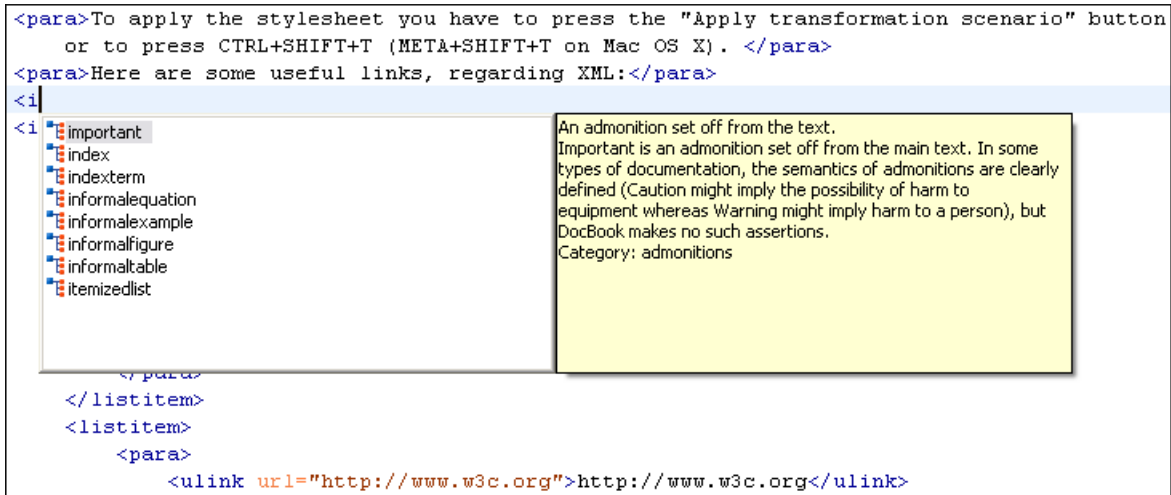 <para>To apply the stylesheet you have to press the "Apply transformation scenario" button
or to press CTRL+SHIFT+T (META+SHIFT+T on Mac OS X). </para>
<para>Here are some useful links, regarding XML:</para>
<i
<i
important
index
indexterm
informalequation
informalexample
informalfigure
informaltable
itemizedlist
An admonition set off from the text.
Important is an admonition set off from the main text. In some
types of documentation, the semantics of admonitions are clearly
defined (Caution might imply the possibility of harm to
equipment whereas Warning might imply harm to a person), but
DocBook makes no such assertions.
Category: admonitions
</para>
</listitem>
<listitem>
<para>
<ulink url="http://www.w3c.org">http://www.w3c.org</ulink>